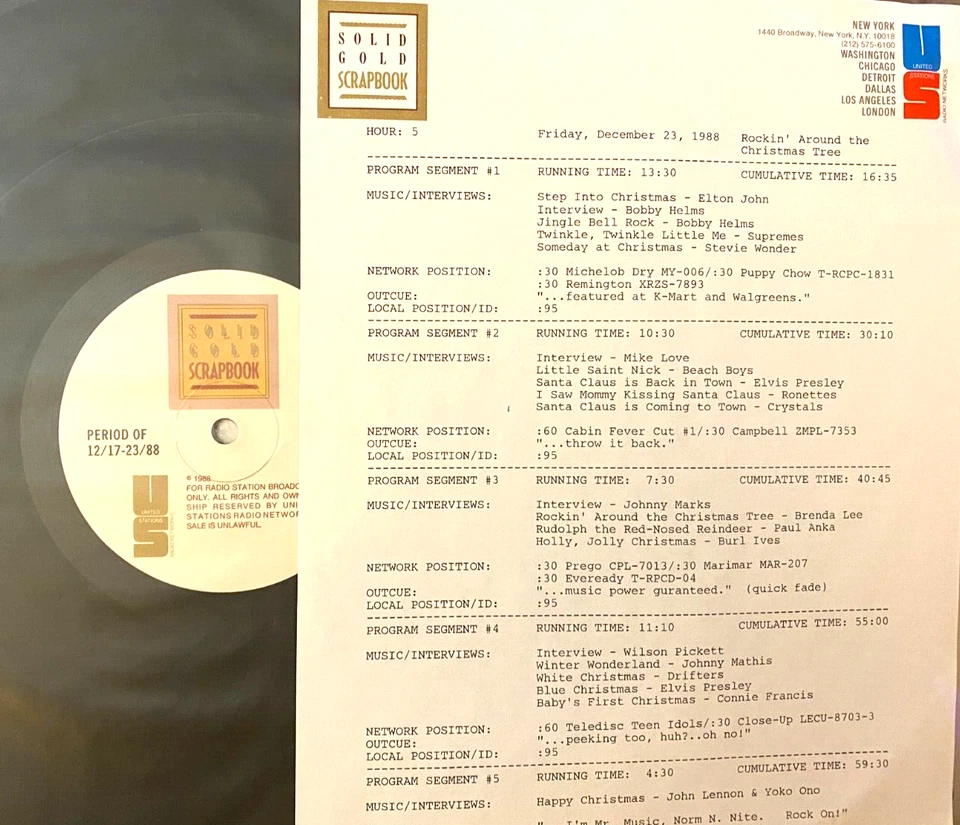 SOLID
GOLD
SCRAPBOOK
NEW YORK
1440 Broadway, New York, N.Y. 10018
(212) 575-6100
WASHINGTON
CHICAGO
DETROIT
DALLAS
LOS ANGELES
LONDON
U
UNITED
STATIONS
S
RADIO NETWORKS
HOUR: 5 Friday, December 23, 1988 Rockin' Around the
Christmas Tree
PROGRAM SEGMENT #1 RUNNING TIME: 13:30 CUMULATIVE TIME: 16:35
MUSIC/INTERVIEWS: Step Into Christmas - Elton John
Interview - Bobby Helms
Jingle Bell Rock - Bobby Helms
Twinkle, Twinkle Little Me - Supremes
Someday at Christmas - Stevie Wonder
NETWORK POSITION: :30 Michelob Dry MY-006/:30 Puppy Chow T-RCPC-1831
:30 Remington XRZS-7893
OUTCUE: "...featured at K-Mart and Walgreens."
LOCAL POSITION/ID: :95
PROGRAM SEGMENT #2 RUNNING TIME: 10:30 CUMULATIVE TIME: 30:10
MUSIC/INTERVIEWS: Interview - Mike Love
Little Saint Nick - Beach Boys
Santa Claus is Back in Town - Elvis Presley
I Saw Mommy Kissing Santa Claus - Ronettes
Santa Claus is Coming to Town - Crystals
NETWORK POSITION: :60 Cabin Fever Cut #1/:30 Campbell ZMPL-7353
OUTCUE: "...throw it back."
LOCAL POSITION/ID: :95
PROGRAM SEGMENT #3 RUNNING TIME: 7:30 CUMULATIVE TIME: 40:45
MUSIC/INTERVIEWS: Interview - Johnny Marks
Rockin' Around the Christmas Tree - Brenda Lee
Rudolph the Red-Nosed Reindeer - Paul Anka
Holly, Jolly Christmas - Burl Ives
NETWORK POSITION: :30 Prego CPL-7013/:30 Marimar MAR-207
:30 Eveready T-RPCD-04
OUTCUE: "...music power guranteed." (quick fade)
LOCAL POSITION/ID: :95
PROGRAM SEGMENT #4 RUNNING TIME: 11:10 CUMULATIVE TIME: 55:00
MUSIC/INTERVIEWS: Interview - Wilson Pickett
Winter Wonderland - Johnny Mathis
White Christmas - Drifters
Blue Christmas - Elvis Presley
Baby's First Christmas - Connie Francis
NETWORK POSITION: :60 Teledisc Teen Idols/:30 Close-Up LECU-8703-3
OUTCUE: "...peeking too, huh?..oh no!"
LOCAL POSITION/ID: :95
PROGRAM SEGMENT #5 RUNNING TIME: 4:30 CUMULATIVE TIME: 59:30
MUSIC/INTERVIEWS: Happy Christmas - John Lennon & Yoko Ono
"...I'm Mr. Music, Norm N. Nite. Rock On!"
SOLID
GOLD
SCRAPBOOK
PERIOD OF
12/17-23/88
© 1988
FOR RADIO STATION BROADC
ONLY. ALL RIGHTS AND OWN
SHIP RESERVED BY UNI
STATIONS RADIO NETWOR
SALE IS UNLAWFUL.
U
UNITED
STATIONS
S
RADIO NETWORKS